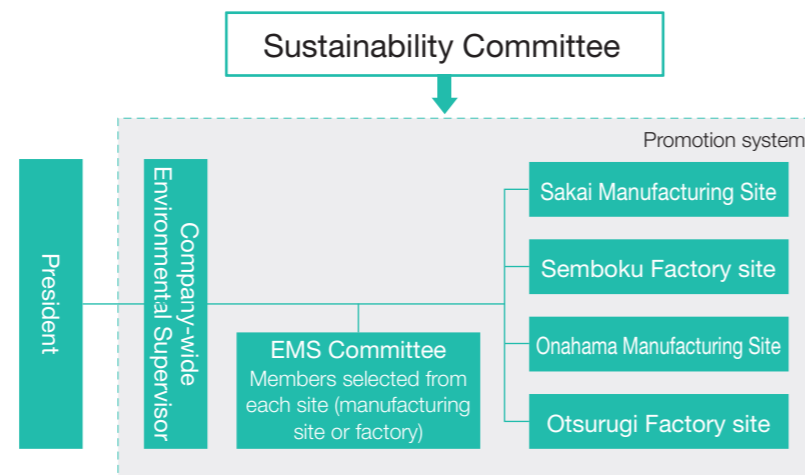 Sustainability Committee
Promotion system
President
Company-wide
Environmental Supervisor
EMS Committee
Members selected from
each site (manufacturing
site or factory)
Sakai Manufacturing Site
Semboku Factory site
Onahama Manufacturing Site
Otsurugi Factory site